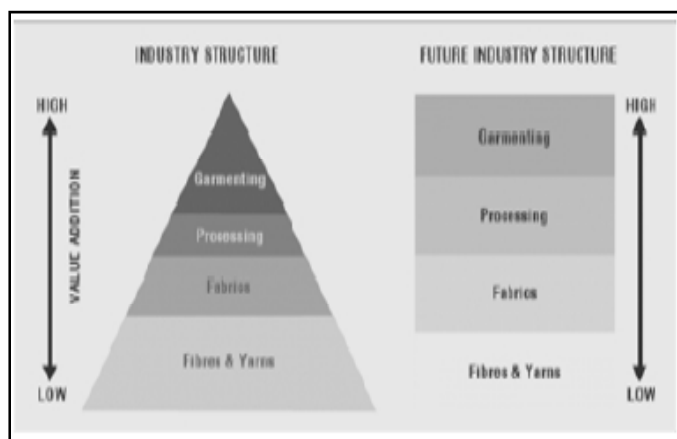 INDUSTRY STRUCTURE
HIGH
VALUE ADDITION
LOW
Garmenting
Processing
Fabrics
Fibres & Yarns
FUTURE INDUSTRY STRUCTURE
Garmenting
Processing
Fabrics
Fibres & Yarns
HIGH
LOW